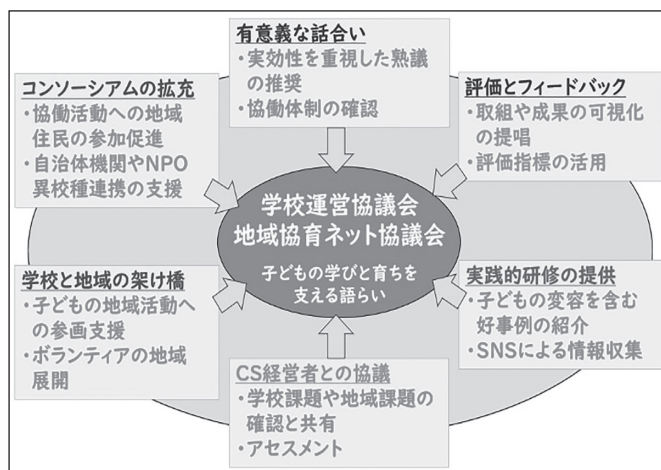 有意義な話合い
・実効性を重視した熟議
の推奨
・協働体制の確認
コンソーシアムの拡充
・協働活動への地域
住民の参加促進
・自治体機関やNPO
異校種連携の支援
評価とフィードバック
・取組や成果の可視化
の提唱
・評価指標の活用
学校運営協議会
地域協育ネット協議会
子どもの学びと育ちを
支える語らい
学校と地域の架け橋
・子どもの地域活動へ
の参画支援
・ボランティアの地域
展開
実践的研修の提供
・子どもの変容を含む
好事例の紹介
・SNSによる情報収集
CS経営者との協議
・学校課題や地域課題の
確認と共有
・アセスメント